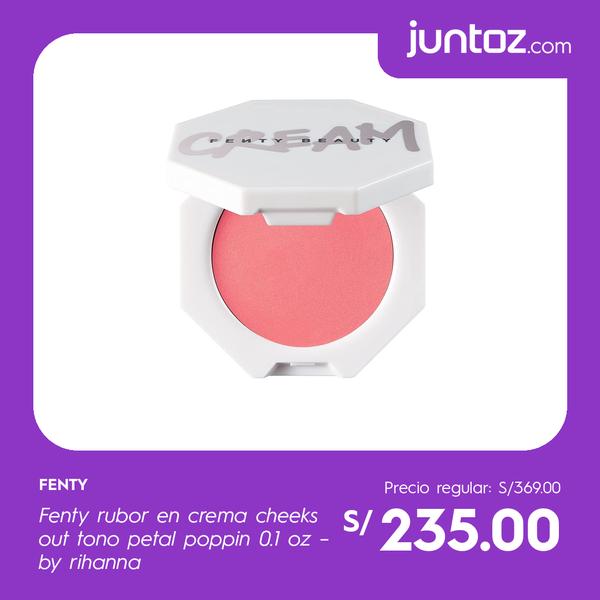 juntoz.com
CREAM
FENTY BEAUTY
FENTY
Precio regular: S/369.00
Fenty rubor en crema cheeks
out tono petal poppin 0.1 oz –
by rihanna
S/ 235.00